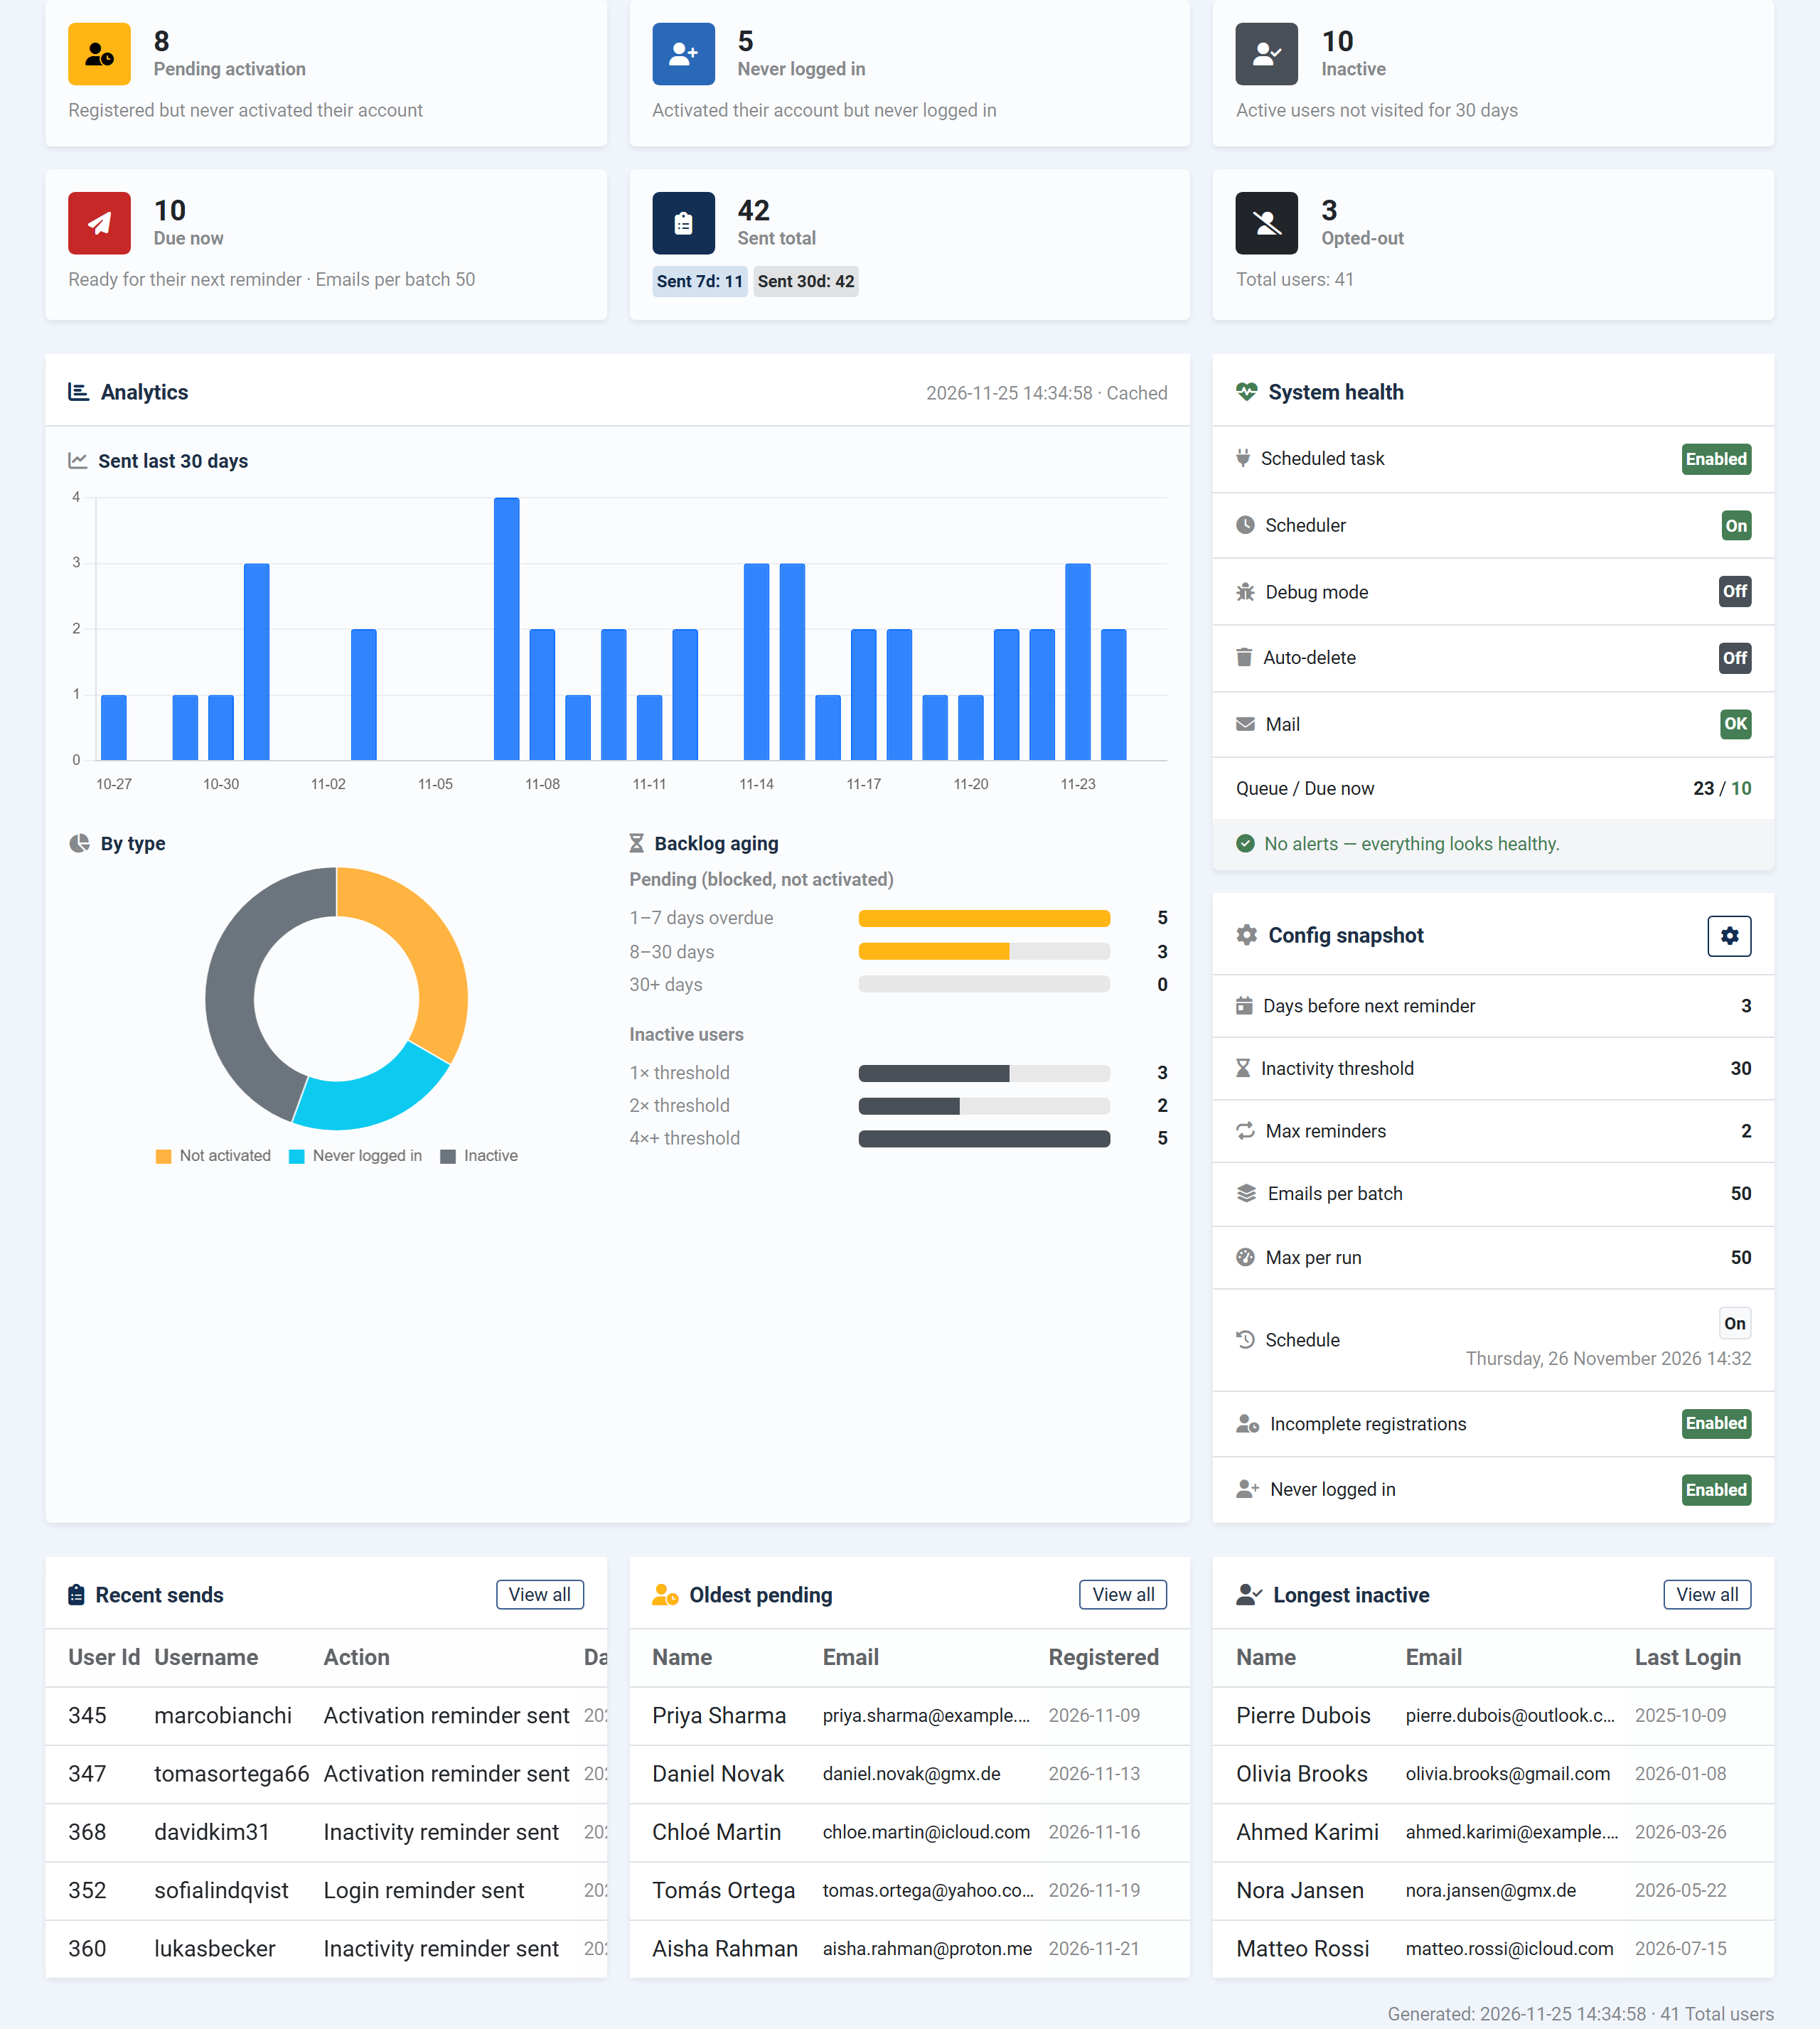 8
Pending activation
Registered but never activated their account
5
Never logged in
Activated their account but never logged in
10
Inactive
Active users not visited for 30 days
10
Due now
Ready for their next reminder · Emails per batch 50
42
Sent total
Sent 7d: 11 Sent 30d: 42
3
Opted-out
Total users: 41
Analytics
2026-11-25 14:34:58 · Cached
Sent last 30 days
4
3
2
1
0
10-27 10-30 11-02 11-05 11-08 11-11 11-14 11-17 11-20 11-23
By type
Not activated Never logged in Inactive
Backlog aging
Pending (blocked, not activated)
1–7 days overdue 5
8–30 days 3
30+ days 0
Inactive users
1× threshold 3
2× threshold 2
4×+ threshold 5
System health
Scheduled task Enabled
Scheduler On
Debug mode Off
Auto-delete Off
Mail OK
Queue / Due now 23 / 10
No alerts — everything looks healthy.
Config snapshot
Days before next reminder 3
Inactivity threshold 30
Max reminders 2
Emails per batch 50
Max per run 50
Schedule On
Thursday, 26 November 2026 14:32
Incomplete registrations Enabled
Never logged in Enabled
Recent sends View all
User Id Username Action
345 marcobianchi Activation reminder sent
347 tomasortega66 Activation reminder sent
368 davidkim31 Inactivity reminder sent
352 sofialindqvist Login reminder sent
360 lukasbecker Inactivity reminder sent
Oldest pending View all
Name Email Registered
Priya Sharma priya.sharma@example.... 2026-11-09
Daniel Novak daniel.novak@gmx.de 2026-11-13
Chloé Martin chloe.martin@icloud.com 2026-11-16
Tomás Ortega tomas.ortega@yahoo.co... 2026-11-19
Aisha Rahman aisha.rahman@proton.me 2026-11-21
Longest inactive View all
Name Email Last Login
Pierre Dubois pierre.dubois@outlook.c... 2025-10-09
Olivia Brooks olivia.brooks@gmail.com 2026-01-08
Ahmed Karimi ahmed.karimi@example.... 2026-03-26
Nora Jansen nora.jansen@gmx.de 2026-05-22
Matteo Rossi matteo.rossi@icloud.com 2026-07-15
Generated: 2026-11-25 14:34:58 · 41 Total users